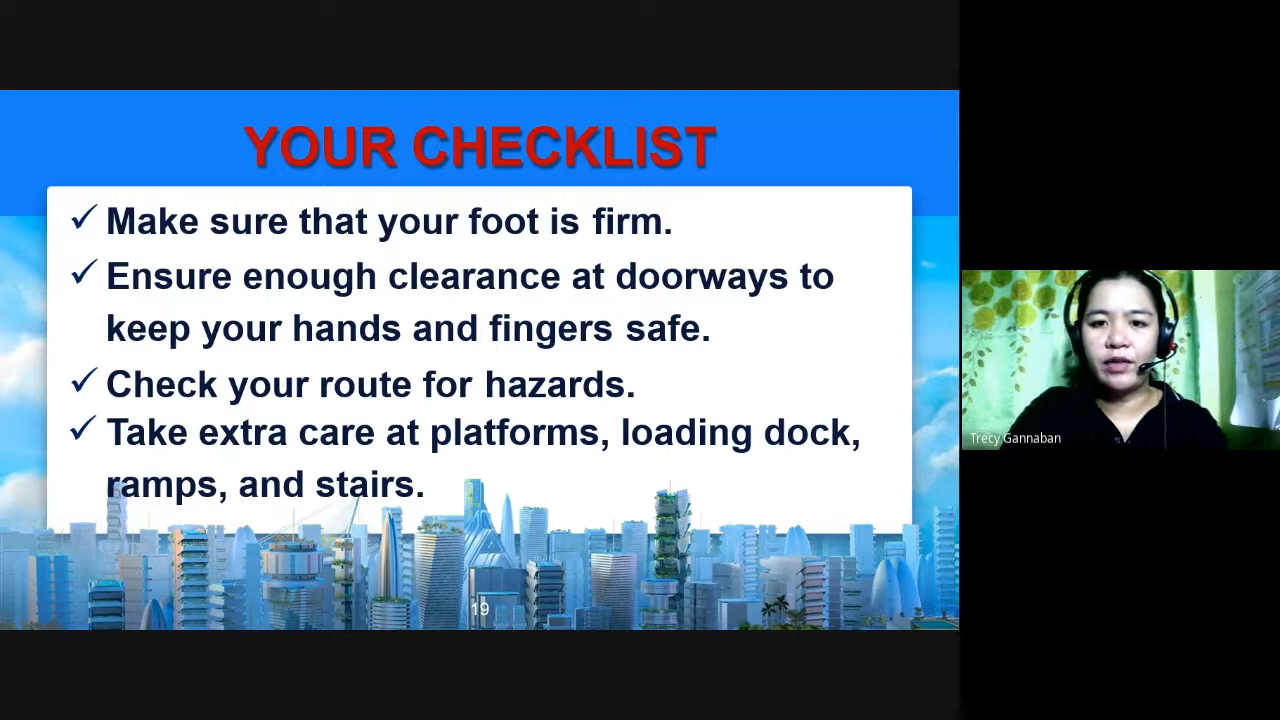 YOUR CHECKLIST
✓ Make sure that your foot is firm.
✓ Ensure enough clearance at doorways to
keep your hands and fingers safe.
✓ Check your route for hazards.
✓ Take extra care at platforms, loading dock,
ramps, and stairs.
19
Trecy Gannaban